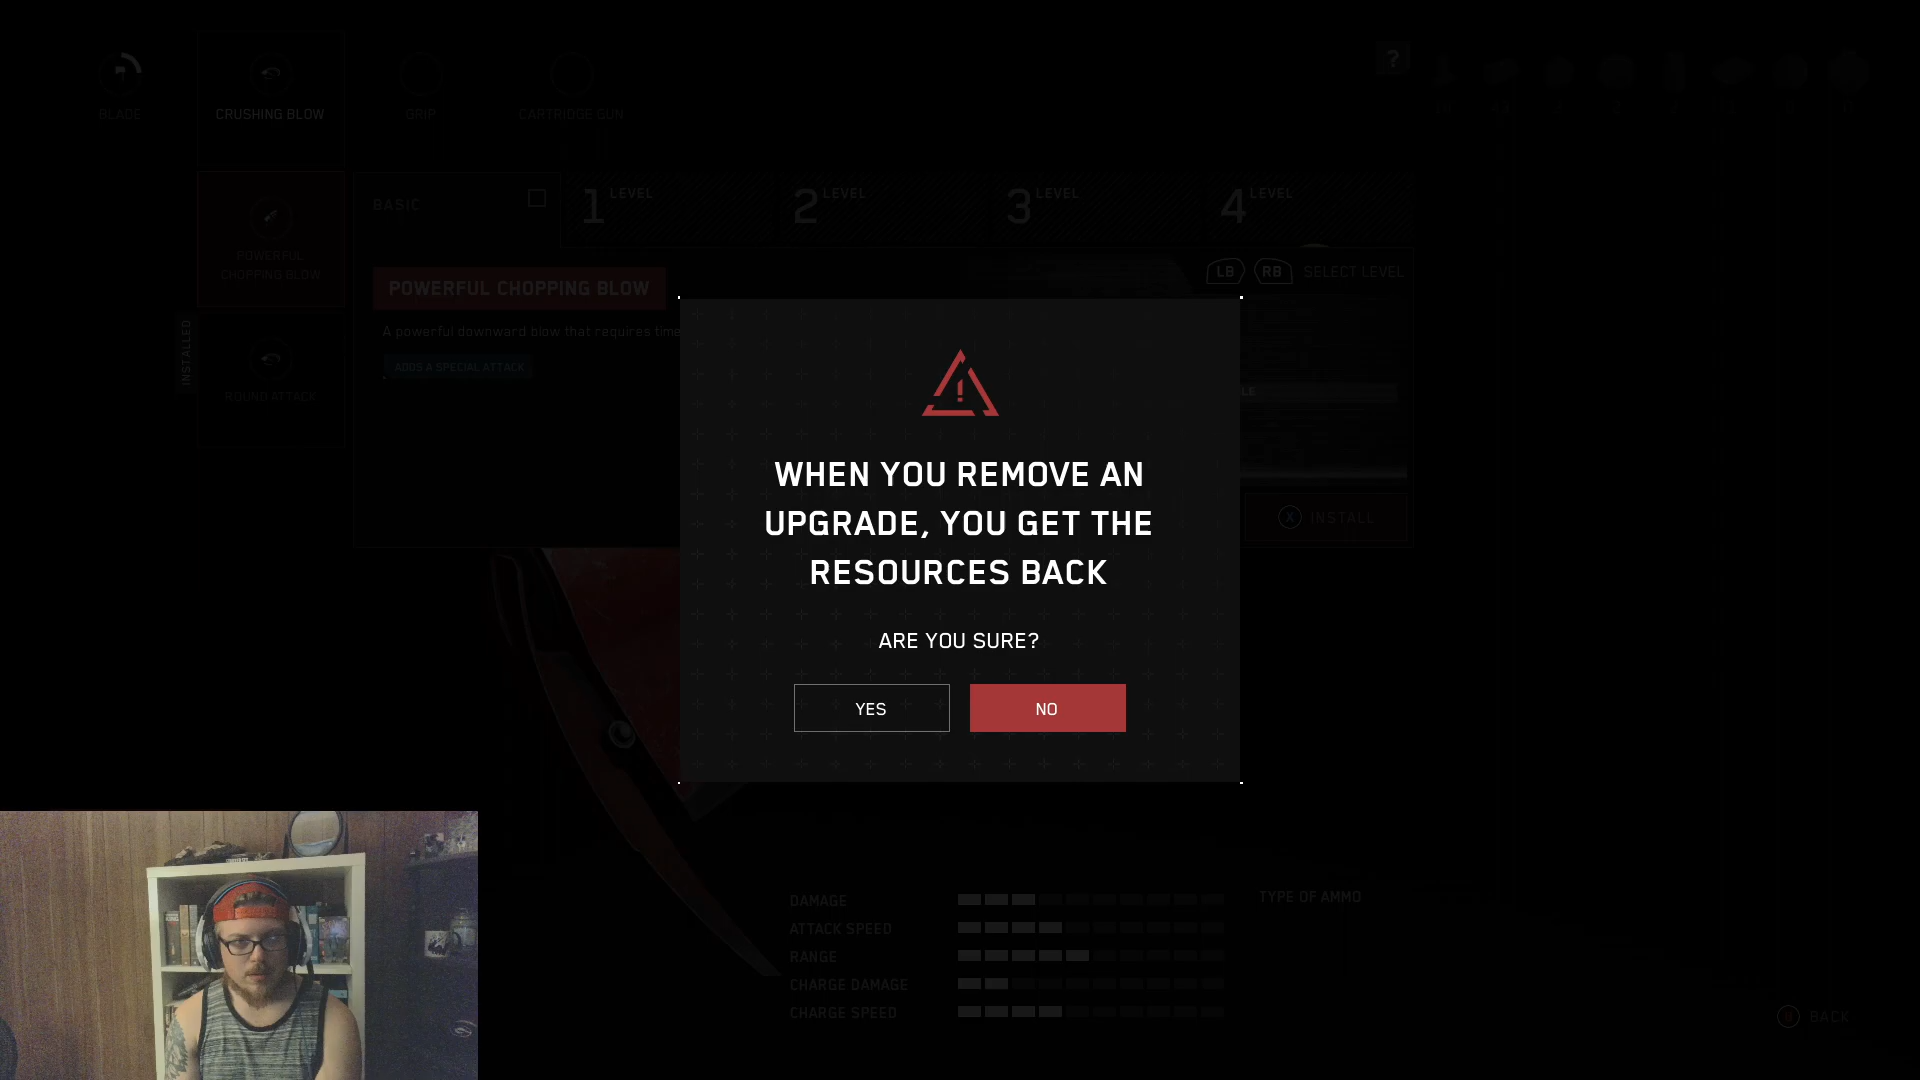 BLADE
CRUSHING BLOW
GRIP
CARTRIDGE GUN
?
POWERFUL
CHOPPING BLOW
INSTALLED
ROUND ATTACK
BASIC
1 LEVEL
2 LEVEL
3 LEVEL
4 LEVEL
LB RB SELECT LEVEL
POWERFUL CHOPPING BLOW
A powerful downward blow that requires time
ADDS A SPECIAL ATTACK
X INSTALL
WHEN YOU REMOVE AN
UPGRADE, YOU GET THE
RESOURCES BACK
ARE YOU SURE?
YES
NO
DAMAGE
ATTACK SPEED
RANGE
CHARGE DAMAGE
CHARGE SPEED
TYPE OF AMMO
BACK